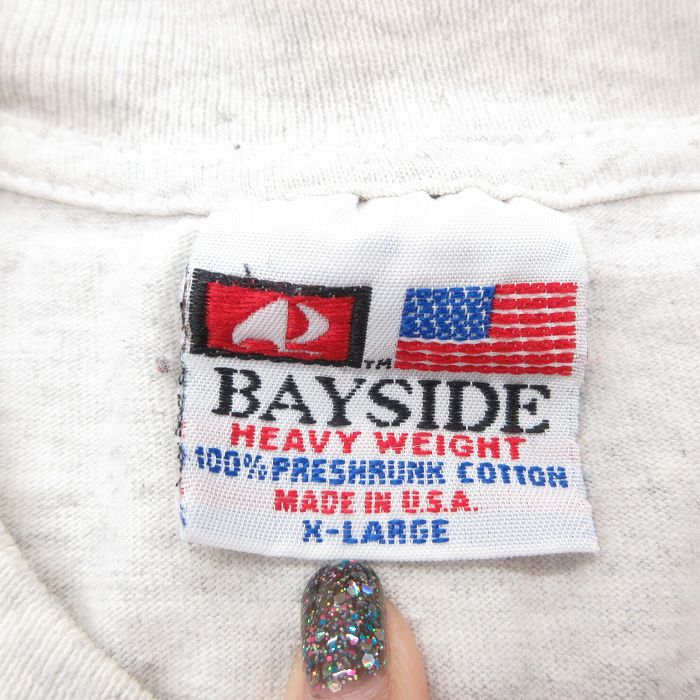 TM
BAYSIDE
HEAVY WEIGHT
100% PRESHRUNK COTTON
MADE IN U.S.A.
X-LARGE